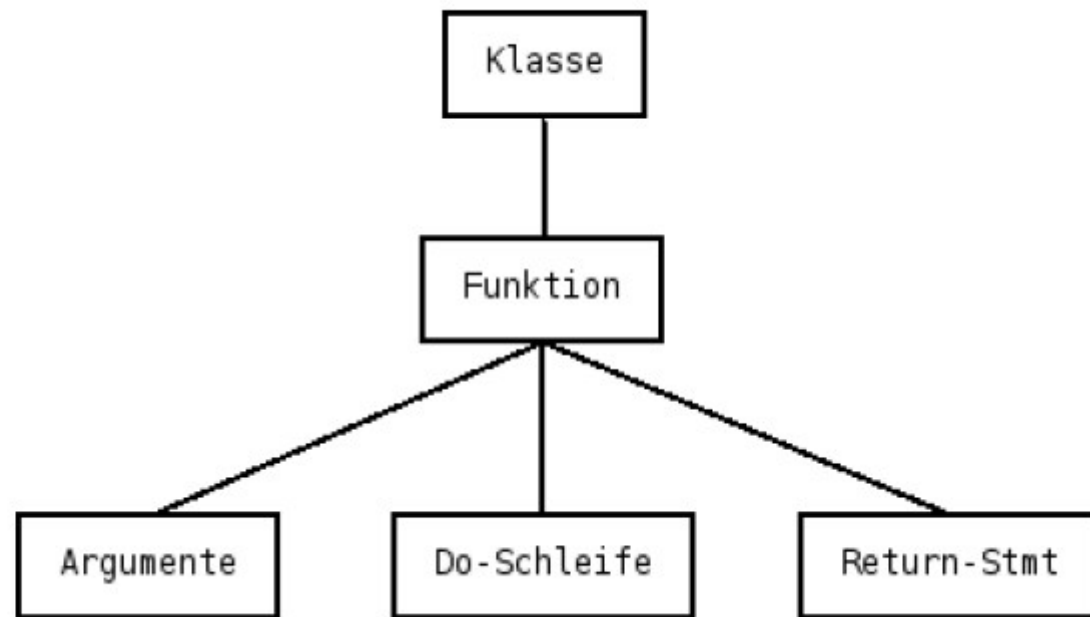 Klasse
Funktion
Argumente
Do-Schleife
Return-Stmt